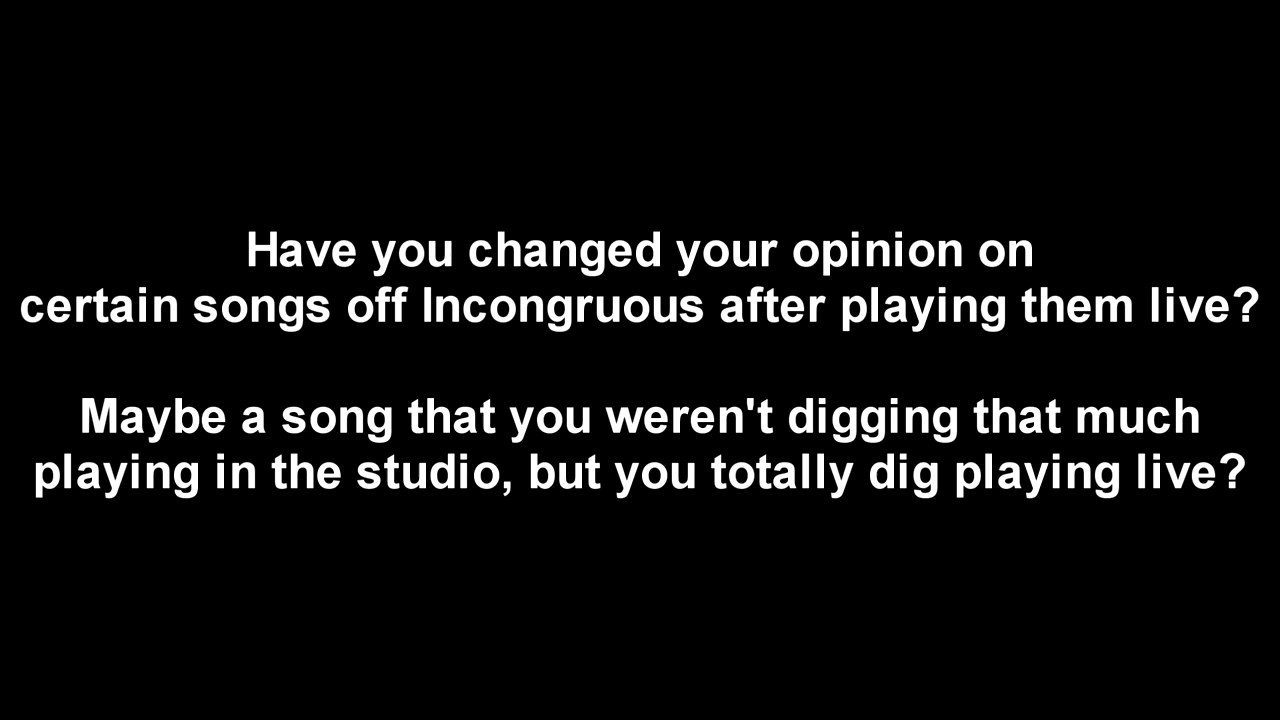 Have you changed your opinion on
certain songs off Incongruous after playing them live?
Maybe a song that you weren't digging that much
playing in the studio, but you totally dig playing live?